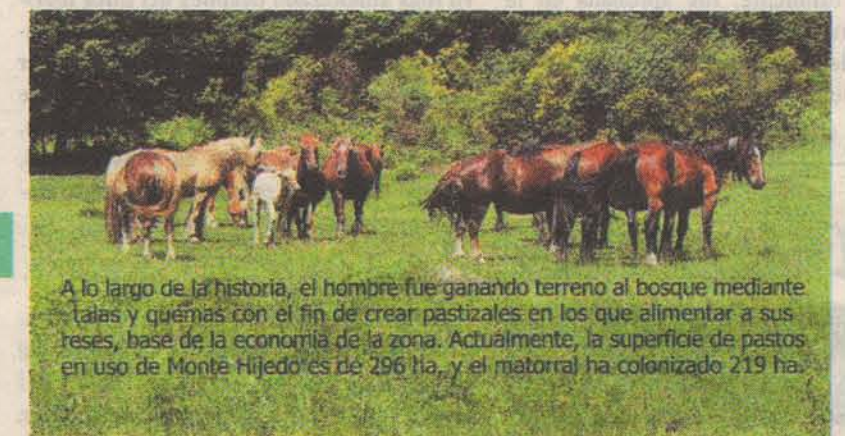 A lo largo de la historia, el hombre fue ganando terreno al bosque mediante
talas y quemas con el fin de crear pastizales en los que alimentar a sus
reses, base de la economía de la zona. Actualmente, la superficie de pastos
en uso de Monte Hijedo es de 296 ha, y el matorral ha colonizado 219 ha.